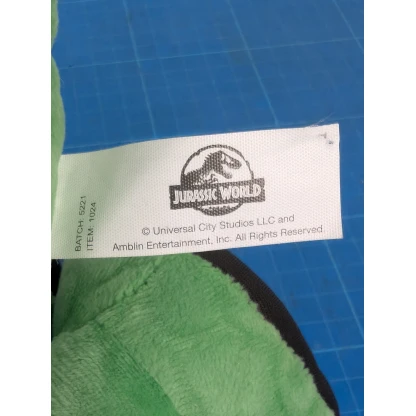 JURASSIC WORLD
© Universal City Studios LLC and
Amblin Entertainment, Inc. All Rights Reserved.
BATCH: 5221
ITEM: 1024